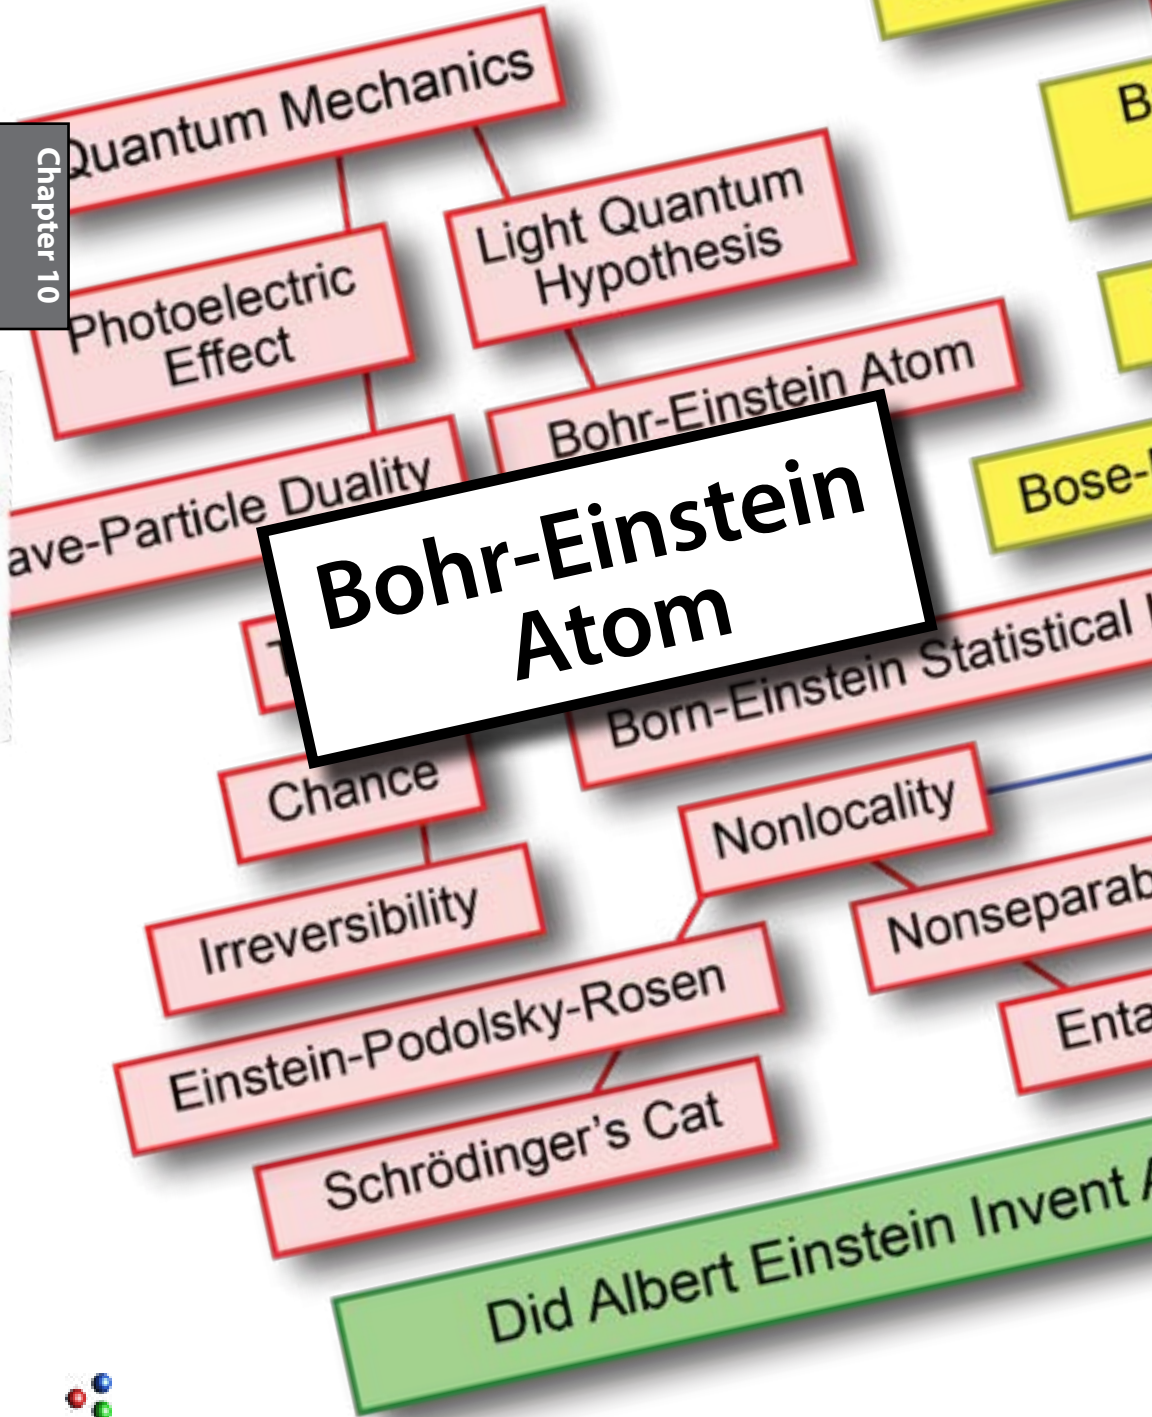 Quantum Mechanics
Chapter 10
Light Quantum
Hypothesis
Photoelectric
Effect
Bohr-Einstein Atom
ave-Particle Duality
Bose-
Bohr-Einstein
Atom
Born-Einstein Statistical
Chance
Nonlocality
Irreversibility
Nonseparab
Einstein-Podolsky-Rosen
Enta
Schrödinger’s Cat
Did Albert Einstein Invent A